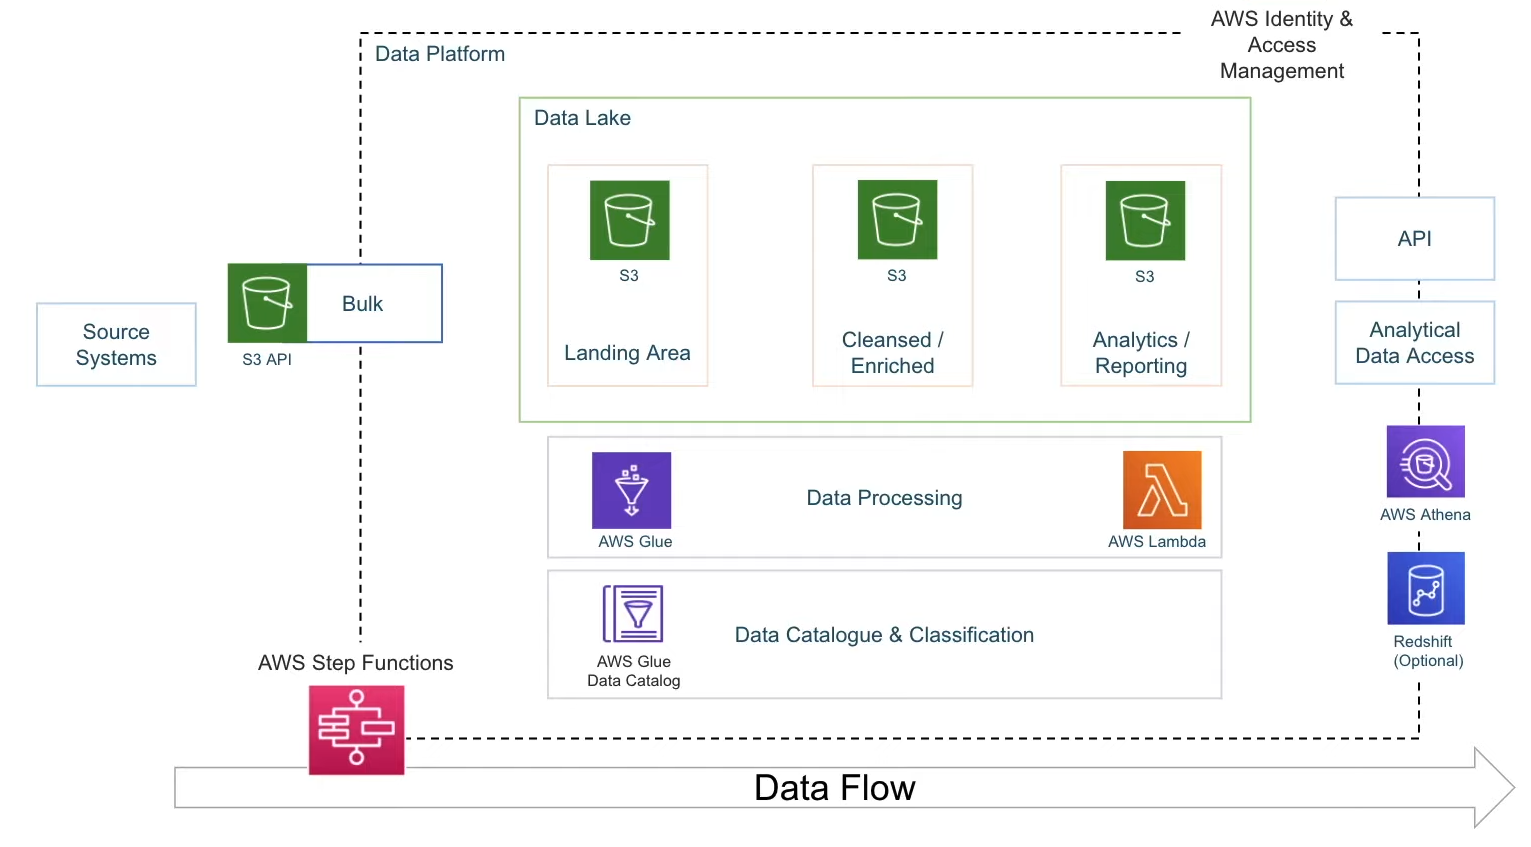 AWS Identity &
Access
Management
Data Platform
Data Lake
S3
Landing Area
S3
Cleansed /
Enriched
S3
Analytics /
Reporting
Source
Systems
S3 API
Bulk
API
Analytical
Data Access
AWS Glue
Data Processing
AWS Lambda
AWS Athena
AWS Glue
Data Catalog
Data Catalogue & Classification
Redshift
(Optional)
AWS Step Functions
Data Flow